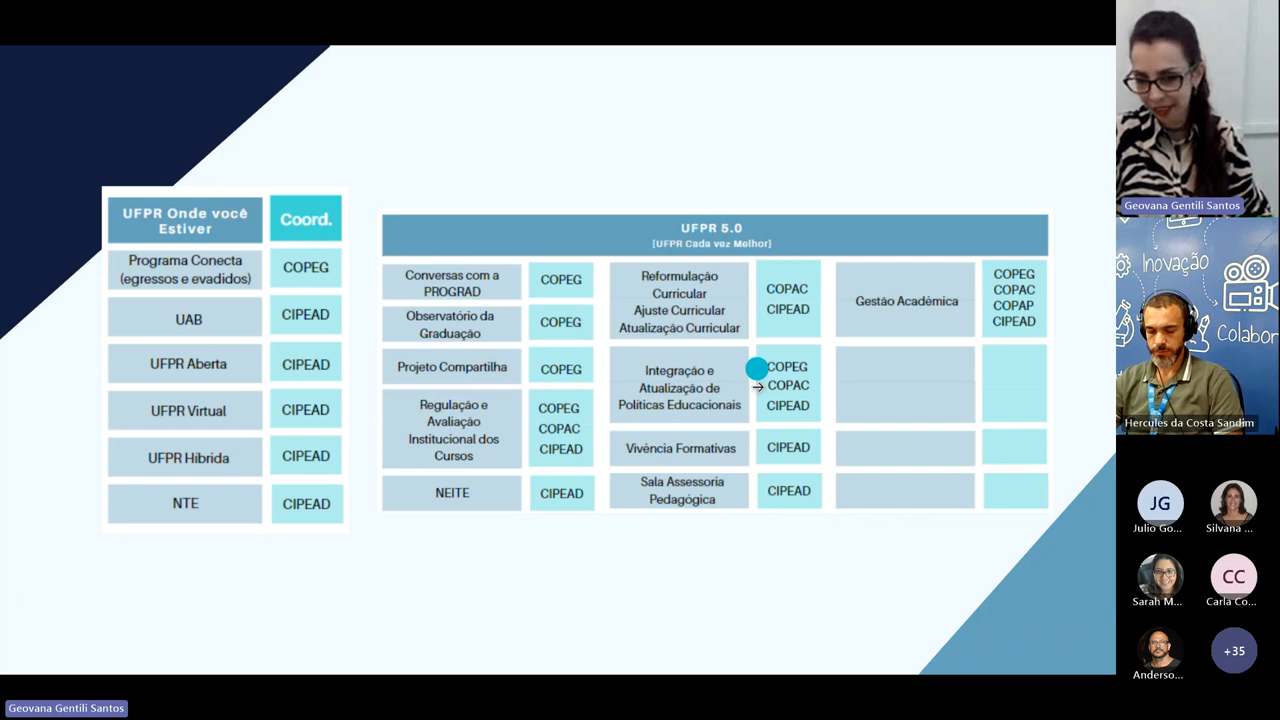 UFPR Onde você
Estiver
Coord.
Programa Conecta
(egressos e evadidos)
COPEG
UAB
CIPEAD
UFPR Aberta
CIPEAD
UFPR Virtual
CIPEAD
UFPR Híbrida
CIPEAD
NTE
CIPEAD
UFPR 5.0
[UFPR Cada vez Melhor]
Conversas com a
PROGRAD
COPEG
Observatório da
Graduação
COPEG
Projeto Compartilha
COPEG
Regulação e
Avaliação
Institucional dos
Cursos
COPEG
COPAC
CIPEAD
NEITE
CIPEAD
Reformulação
Curricular
Ajuste Curricular
Atualização Curricular
COPAC
CIPEAD
Integração e
Atualização de
Políticas Educacionais
COPEG
COPAC
CIPEAD
Vivência Formativas
CIPEAD
Sala Assessoria
Pedagógica
CIPEAD
Gestão Acadêmica
COPEG
COPAC
COPAP
CIPEAD
Geovana Gentili Santos
Inovação
Colabor
Hercules da Costa Sandim
JG
Julio Go...
Silvana ...
Sarah M...
CC
Carla Co...
Anderso...
+35
Geovana Gentili Santos